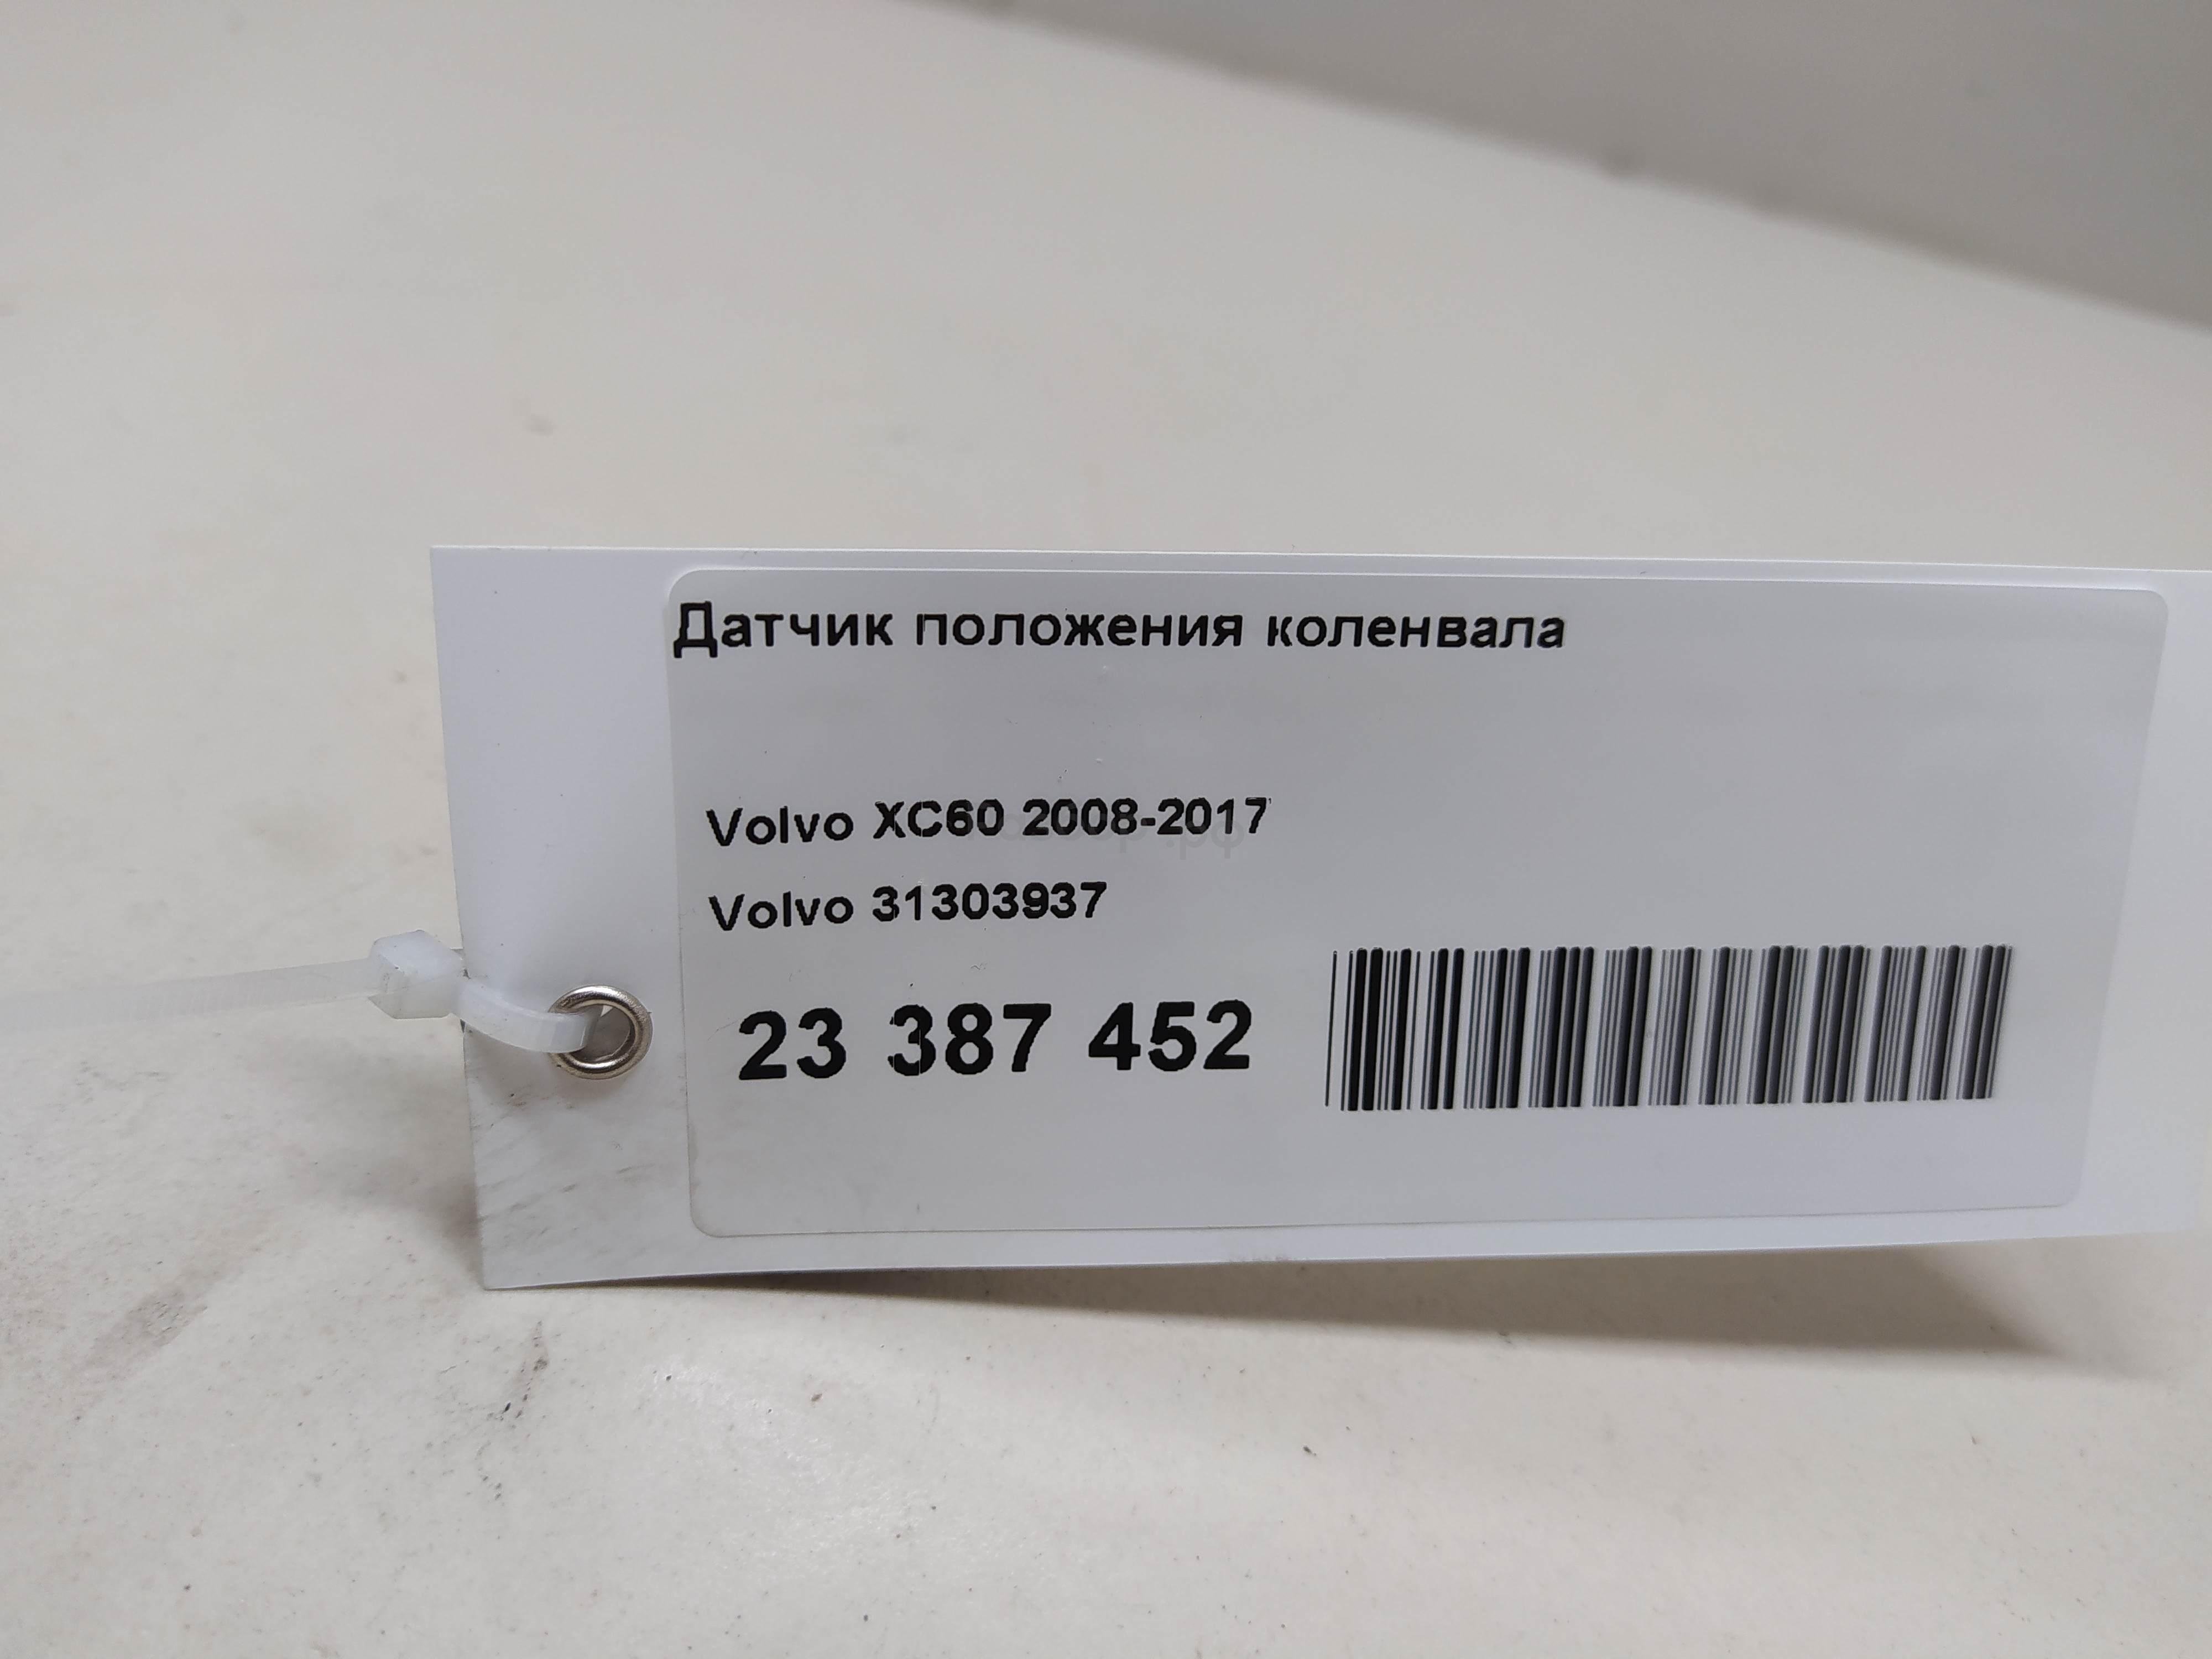 Датчик положения коленвала
Volvo XC60 2008-2017
Volvo 31303937
23 387 452